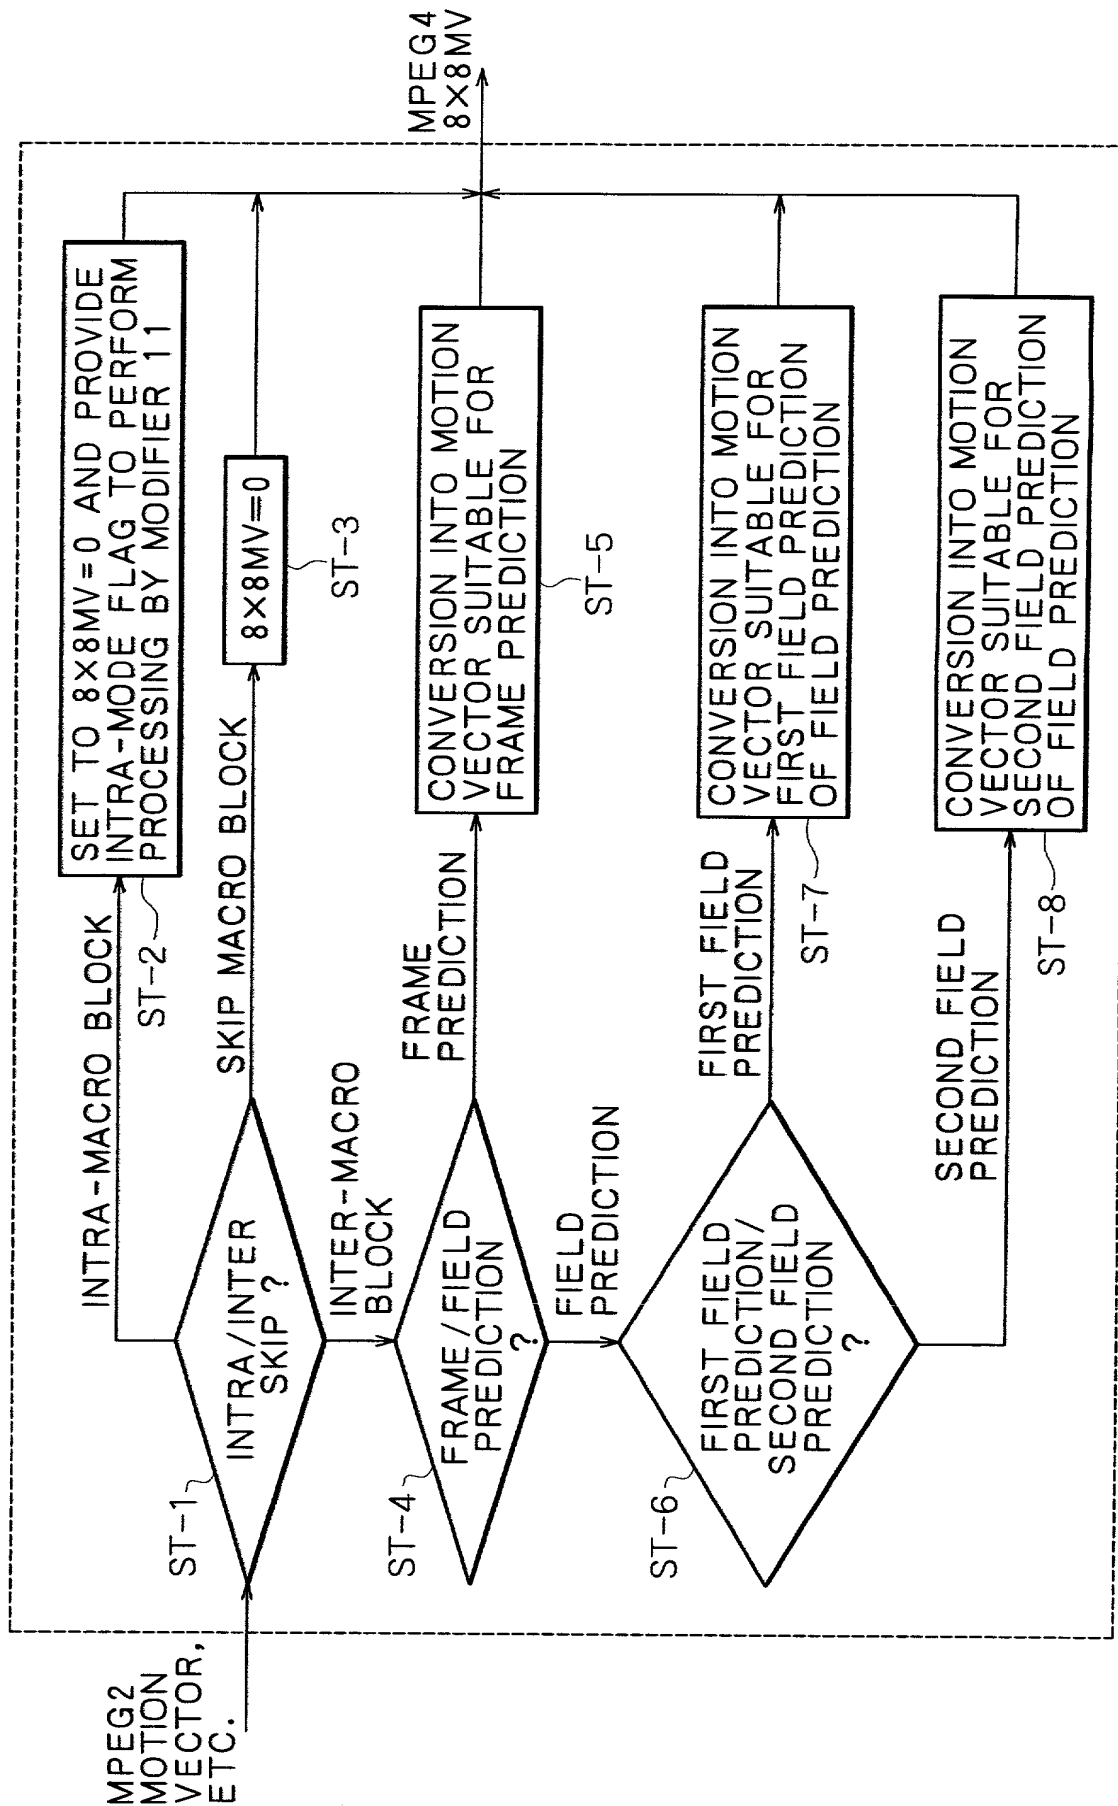 MPEG2
MOTION
VECTOR,
ETC.
ST-1
INTRA/INTER
SKIP ?
INTRA-MACRO BLOCK
ST-2
SET TO 8×8MV=0 AND PROVIDE
INTRA-MODE FLAG TO PERFORM
PROCESSING BY MODIFIER 11
SKIP MACRO BLOCK
8×8MV=0
ST-3
INTER-MACRO
BLOCK
ST-4
FRAME/FIELD
PREDICTION
?
FRAME
PREDICTION
CONVERSION INTO MOTION
VECTOR SUITABLE FOR
FRAME PREDICTION
ST-5
FIELD
PREDICTION
ST-6
FIRST FIELD
PREDICTION/
SECOND FIELD
PREDICTION
?
FIRST FIELD
PREDICTION
ST-7
CONVERSION INTO MOTION
VECTOR SUITABLE FOR
FIRST FIELD PREDICTION
OF FIELD PREDICTION
SECOND FIELD
PREDICTION
ST-8
CONVERSION INTO MOTION
VECTOR SUITABLE FOR
SECOND FIELD PREDICTION
OF FIELD PREDICTION
MPEG4
8×8MV